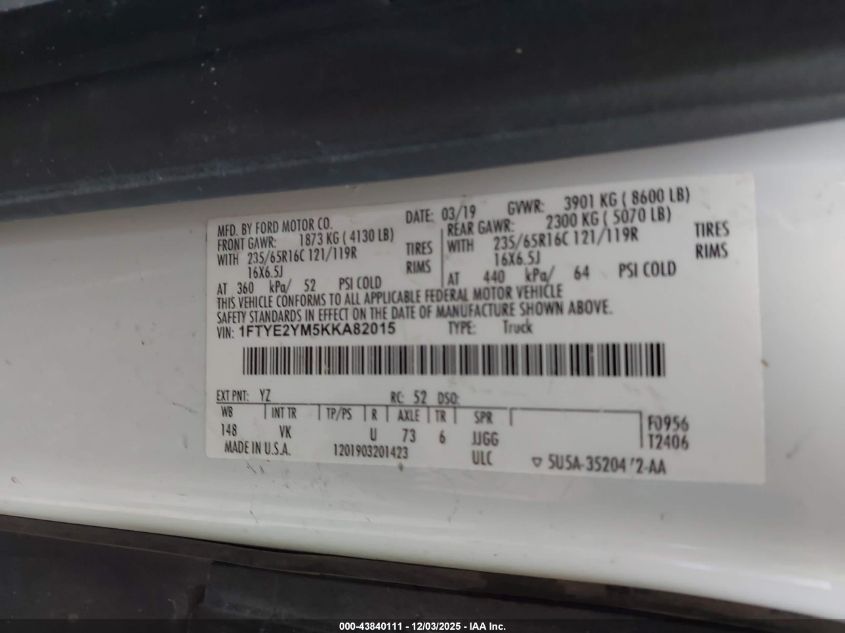 MFD. BY FORD MOTOR CO. DATE: 03/19 GVWR: 3901 KG ( 8600 LB)
FRONT GAWR: 1873 KG ( 4130 LB) REAR GAWR: 2300 KG ( 5070 LB)
WITH 235/65R16C 121/119R TIRES WITH 235/65R16C 121/119R TIRES
16X6.5J RIMS 16X6.5J RIMS
AT 360 kPa/ 52 PSI COLD AT 440 kPa/ 64 PSI COLD
THIS VEHICLE CONFORMS TO ALL APPLICABLE FEDERAL MOTOR VEHICLE
SAFETY STANDARDS IN EFFECT ON THE DATE OF MANUFACTURE SHOWN ABOVE.
VIN: 1FTYE2YM5KKA82015 TYPE: Truck
EXT PNT: YZ RC: 52 DSO:
WB INT TR TP/PS R AXLE TR SPR F0956
148 VK U 73 6 JJGG T2406
MADE IN U.S.A. 1201903201423 ULC 5U5A-35204 2-AA
000-43840111 - 12/03/2025 - IAA Inc.